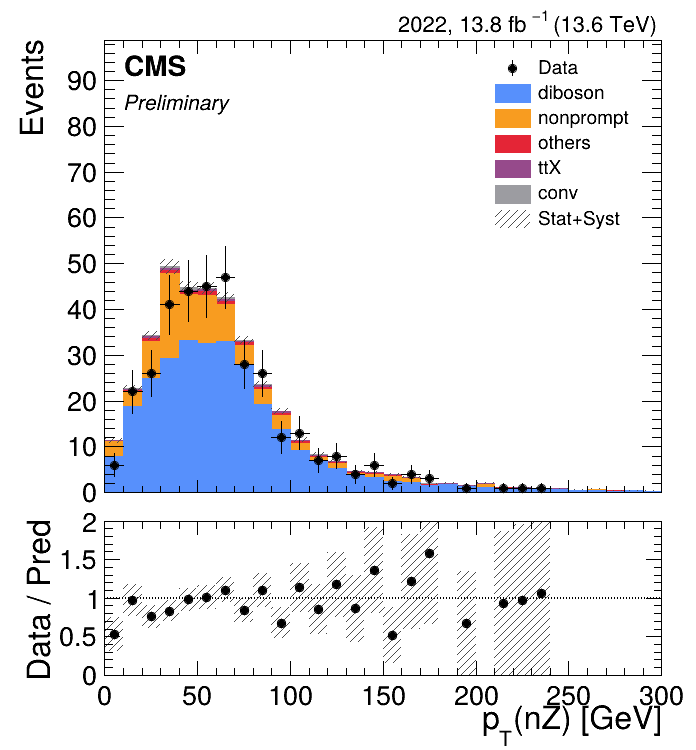 2022, 13.8 fb⁻¹ (13.6 TeV)
CMS
Preliminary
Events
90
80
70
60
50
40
30
20
10
0
Data
diboson
nonprompt
others
ttX
conv
Stat+Syst
Data / Pred
2
1.5
1
0.5
0
0 50 100 150 200 250 300
p_T(nZ) [GeV]